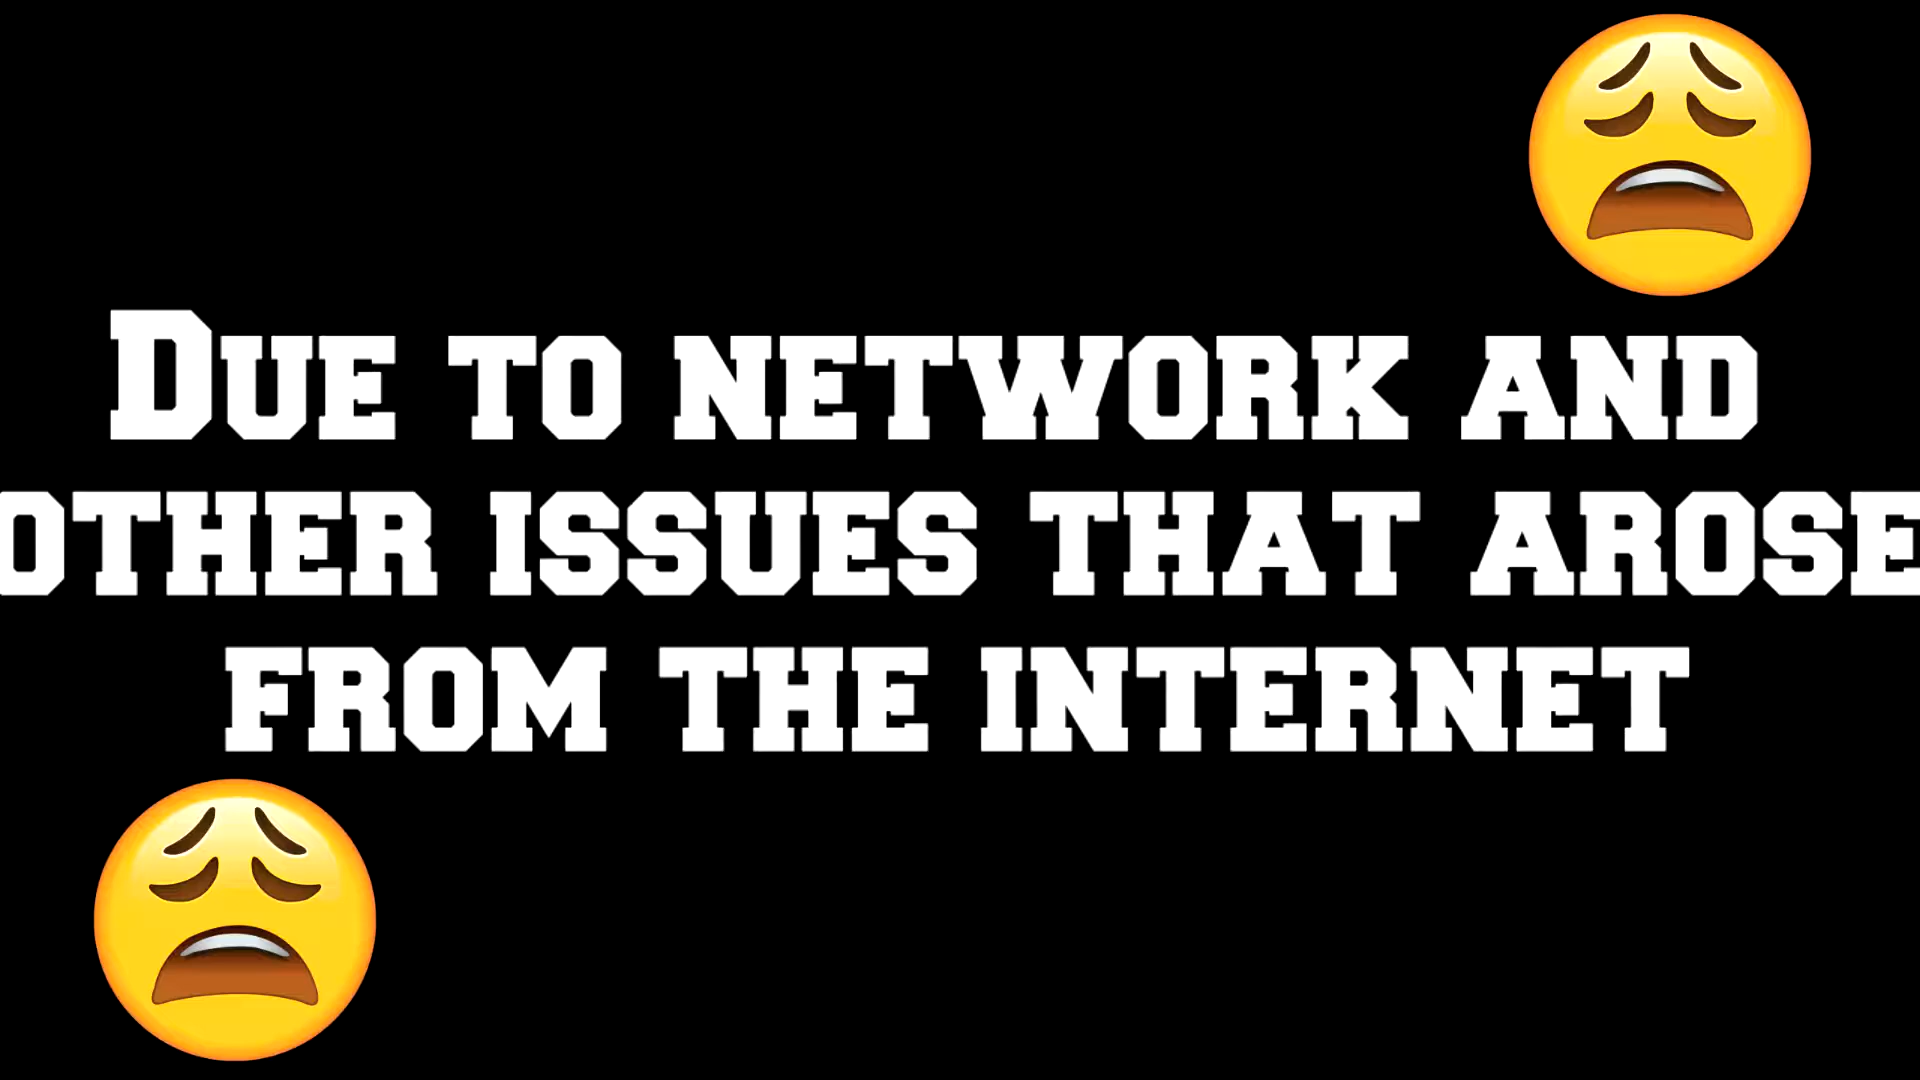 Due to network and
other issues that arose
from the internet